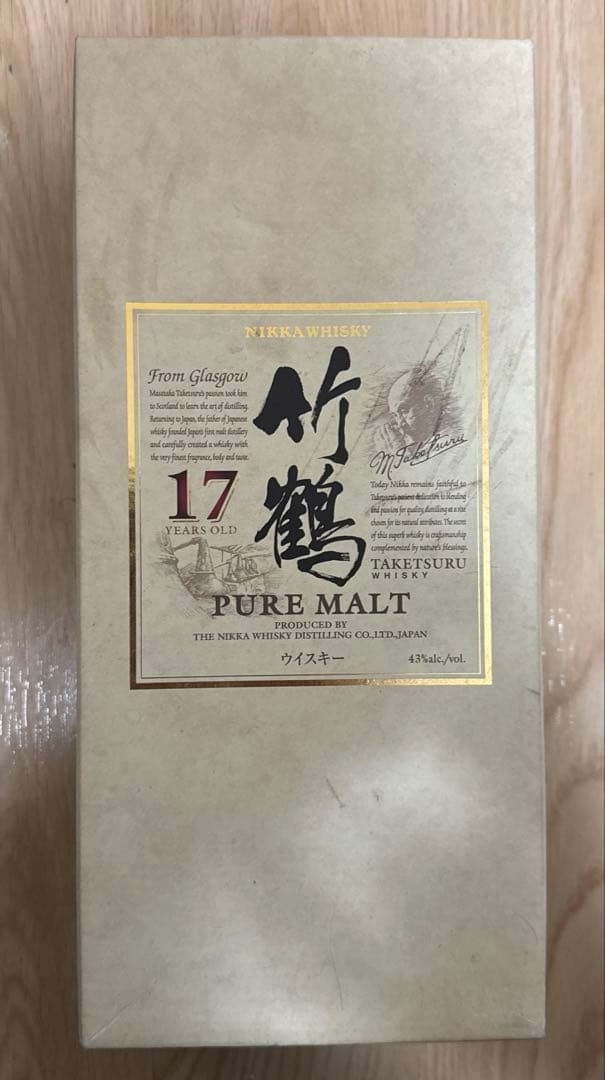 NIKKA WHISKY
From Glasgow
Masataka Taketsuru's passion took him
to Scotland to learn the art of distilling.
Returning to Japan, the father of Japanese
whisky founded Japan's first malt distillery
and carefully created a whisky with
the very finest fragrance, body and taste.
17
YEARS OLD
竹鶴
M. Taketsuru
Today Nikka remains faithful to
Taketsuru's patient dedication to blending
and passion for quality, distilling at a site
chosen for its natural attributes. The secret
of this superb whisky is craftsmanship
complemented by nature's blessings.
TAKETSURU
WHISKY
PURE MALT
PRODUCED BY
THE NIKKA WHISKY DISTILLING CO.,LTD.,JAPAN
ウイスキー
43%alc./vol.